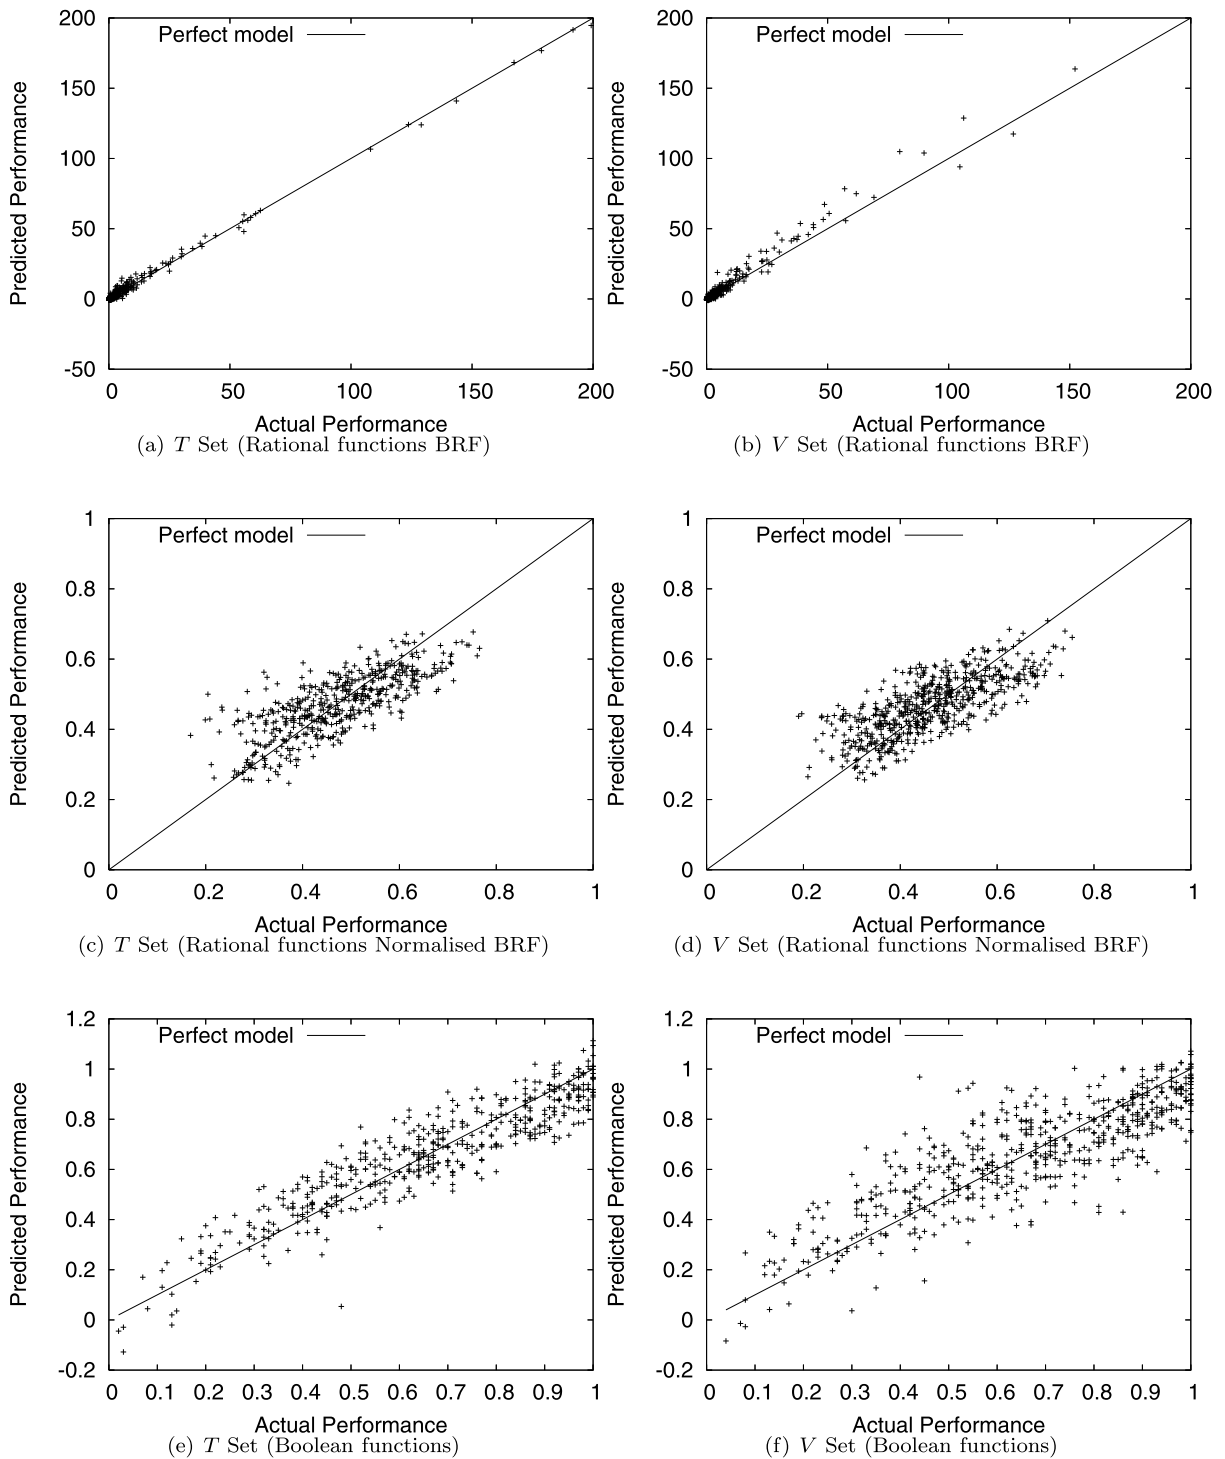 Predicted Performance
200
150
100
50
0
-50
Perfect model
0 50 100 150 200
Actual Performance
(a) T Set (Rational functions BRF)
Predicted Performance
200
150
100
50
0
-50
Perfect model
0 50 100 150 200
Actual Performance
(b) V Set (Rational functions BRF)
Predicted Performance
1
0.8
0.6
0.4
0.2
0
Perfect model
0 0.2 0.4 0.6 0.8 1
Actual Performance
(c) T Set (Rational functions Normalised BRF)
Predicted Performance
1
0.8
0.6
0.4
0.2
0
Perfect model
0 0.2 0.4 0.6 0.8 1
Actual Performance
(d) V Set (Rational functions Normalised BRF)
Predicted Performance
1.2
1
0.8
0.6
0.4
0.2
0
-0.2
Perfect model
0 0.1 0.2 0.3 0.4 0.5 0.6 0.7 0.8 0.9 1
Actual Performance
(e) T Set (Boolean functions)
Predicted Performance
1.2
1
0.8
0.6
0.4
0.2
0
-0.2
Perfect model
0 0.1 0.2 0.3 0.4 0.5 0.6 0.7 0.8 0.9 1
Actual Performance
(f) V Set (Boolean functions)